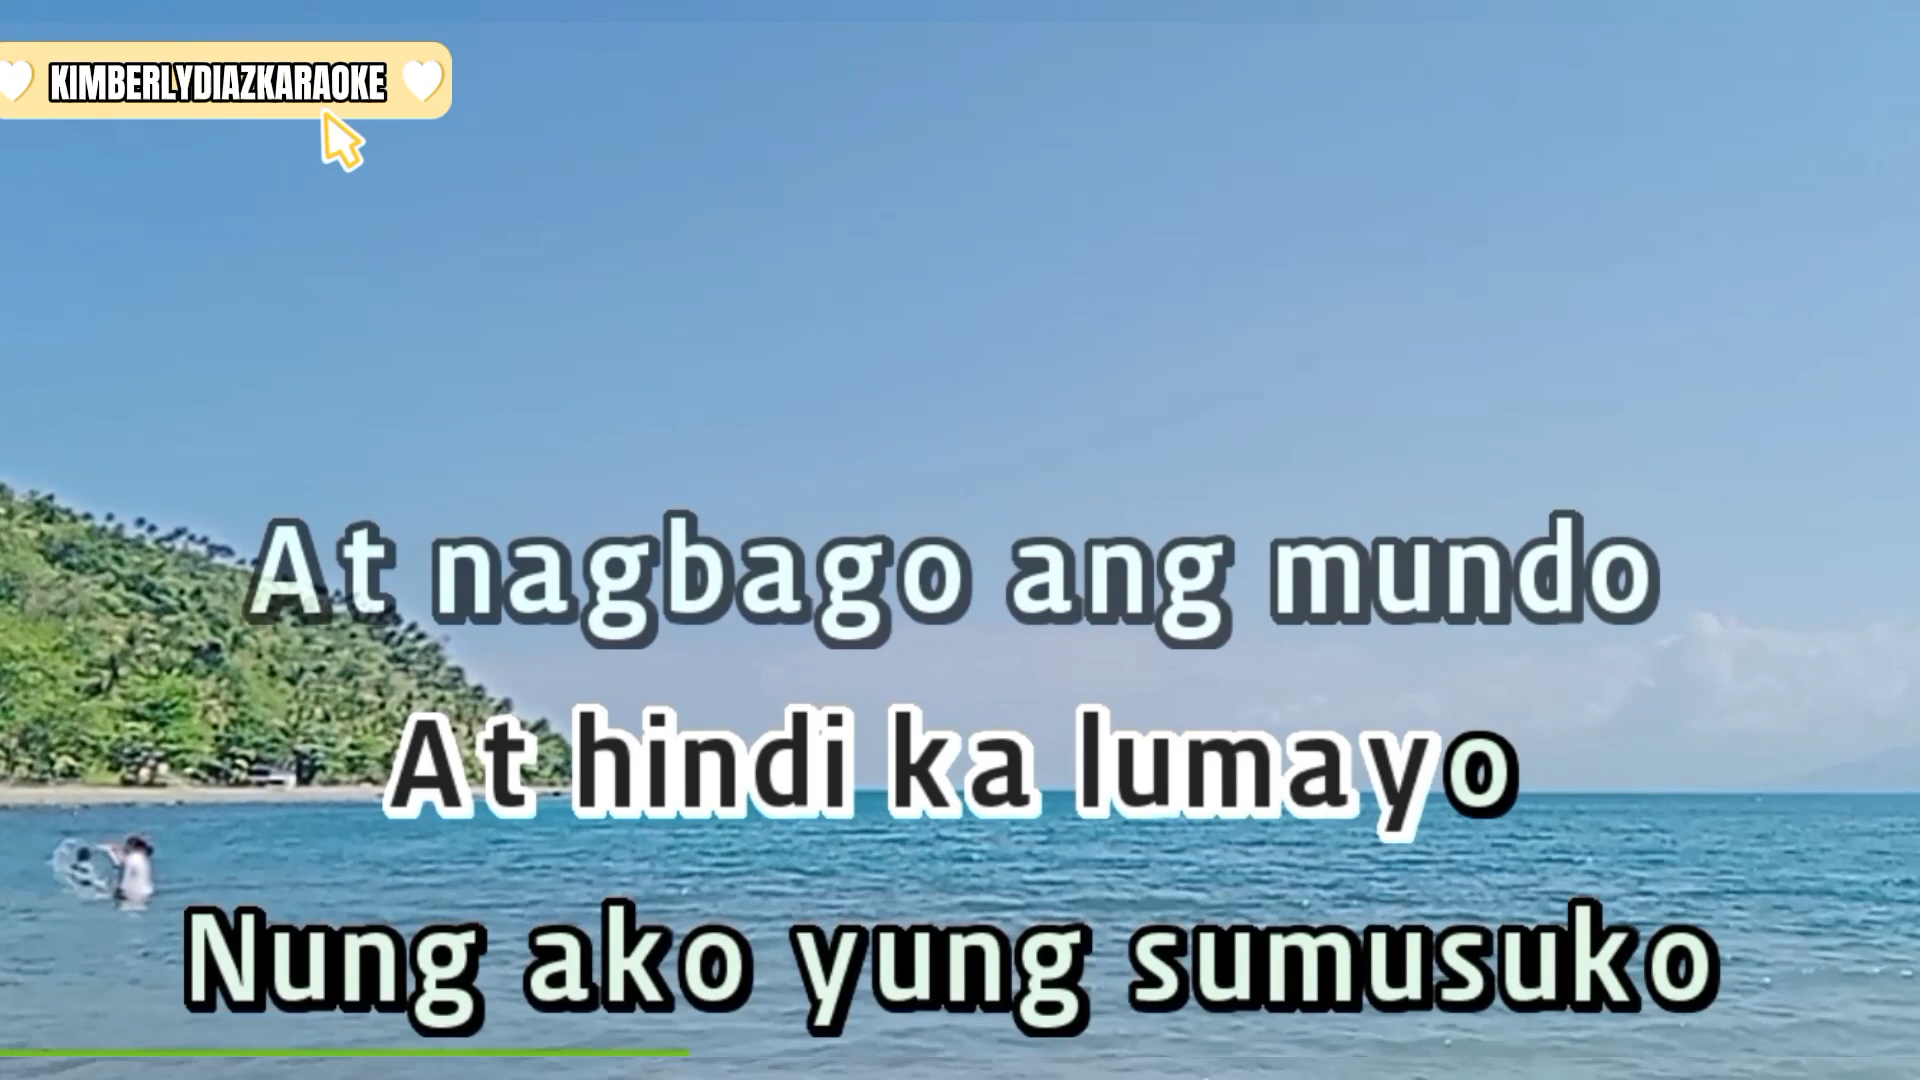 KIMBERLYDIAZKARAOKE
At nagbago ang mundo
At hindi ka lumayo
Nung ako yung sumusuko